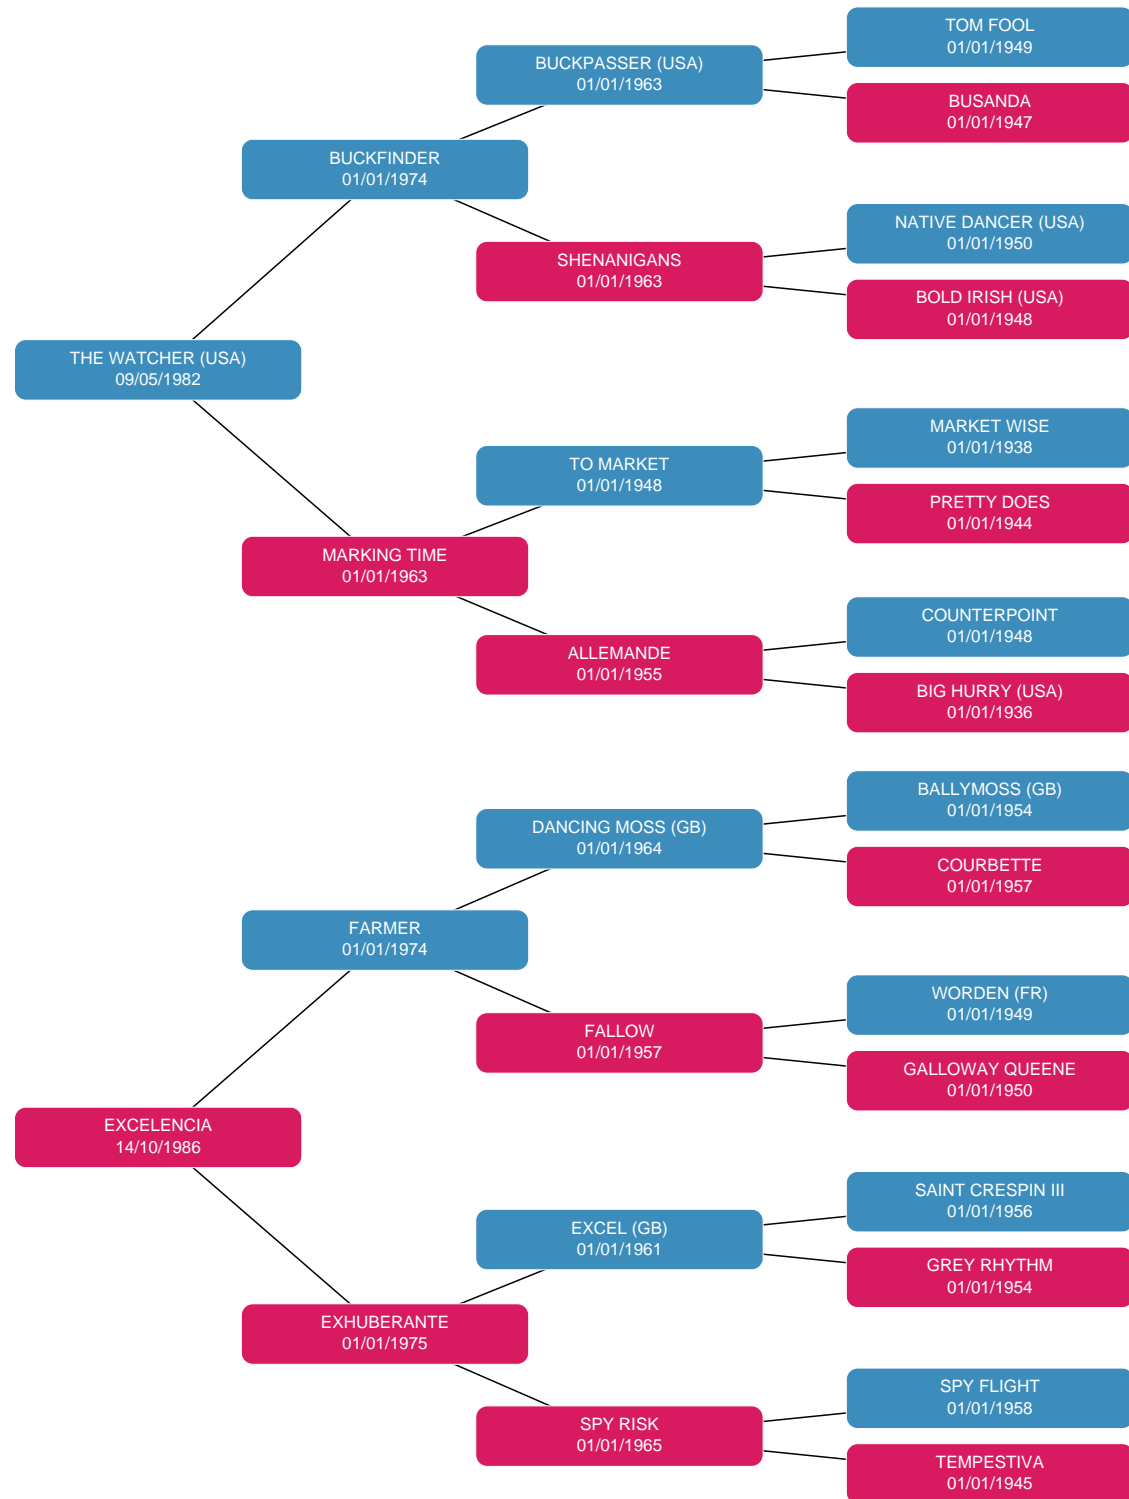 TOM FOOL
01/01/1949
BUCKPASSER (USA)
01/01/1963
BUSANDA
01/01/1947
BUCKFINDER
01/01/1974
NATIVE DANCER (USA)
01/01/1950
SHENANIGANS
01/01/1963
BOLD IRISH (USA)
01/01/1948
THE WATCHER (USA)
09/05/1982
MARKET WISE
01/01/1938
TO MARKET
01/01/1948
PRETTY DOES
01/01/1944
MARKING TIME
01/01/1963
COUNTERPOINT
01/01/1948
ALLEMANDE
01/01/1955
BIG HURRY (USA)
01/01/1936
BALLYMOSS (GB)
01/01/1954
DANCING MOSS (GB)
01/01/1964
COURBETTE
01/01/1957
FARMER
01/01/1974
WORDEN (FR)
01/01/1949
FALLOW
01/01/1957
GALLOWAY QUEENE
01/01/1950
EXCELENCIA
14/10/1986
SAINT CRESPIN III
01/01/1956
EXCEL (GB)
01/01/1961
GREY RHYTHM
01/01/1954
EXHUBERANTE
01/01/1975
SPY FLIGHT
01/01/1958
SPY RISK
01/01/1965
TEMPESTIVA
01/01/1945